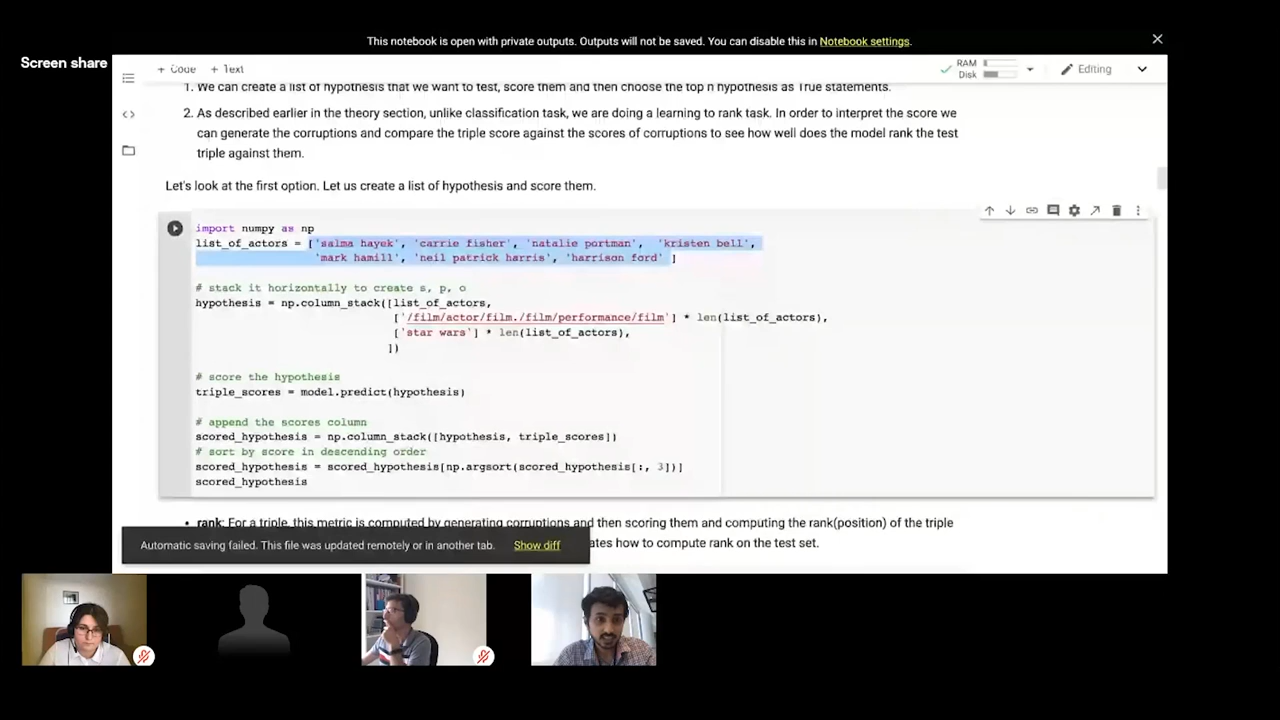 This notebook is open with private outputs. Outputs will not be saved. You can disable this in Notebook settings.
Screen share
+ Code + Text
RAM
Disk
Editing
1. We can create a list of hypothesis that we want to test, score them and then choose the top n hypothesis as True statements.
2. As described earlier in the theory section, unlike classification task, we are doing a learning to rank task. In order to interpret the score we
can generate the corruptions and compare the triple score against the scores of corruptions to see how well does the model rank the test
triple against them.
Let's look at the first option. Let us create a list of hypothesis and score them.
import numpy as np
list_of_actors = ['salma hayek', 'carrie fisher', 'natalie portman', 'kristen bell',
'mark hamill', 'neil patrick harris', 'harrison ford' ]
# stack it horizontally to create s, p, o
hypothesis = np.column_stack([list_of_actors,
['/film/actor/film./film/performance/film'] * len(list_of_actors),
['star wars'] * len(list_of_actors),
])
# score the hypothesis
triple_scores = model.predict(hypothesis)
# append the scores column
scored_hypothesis = np.column_stack([hypothesis, triple_scores])
# sort by score in descending order
scored_hypothesis = scored_hypothesis[np.argsort(scored_hypothesis[:, 3])]
scored_hypothesis
• rank: For a triple, this metric is computed by generating corruptions and then scoring them and computing the rank(position) of the triple
ates how to compute rank on the test set.
Automatic saving failed. This file was updated remotely or in another tab. Show diff